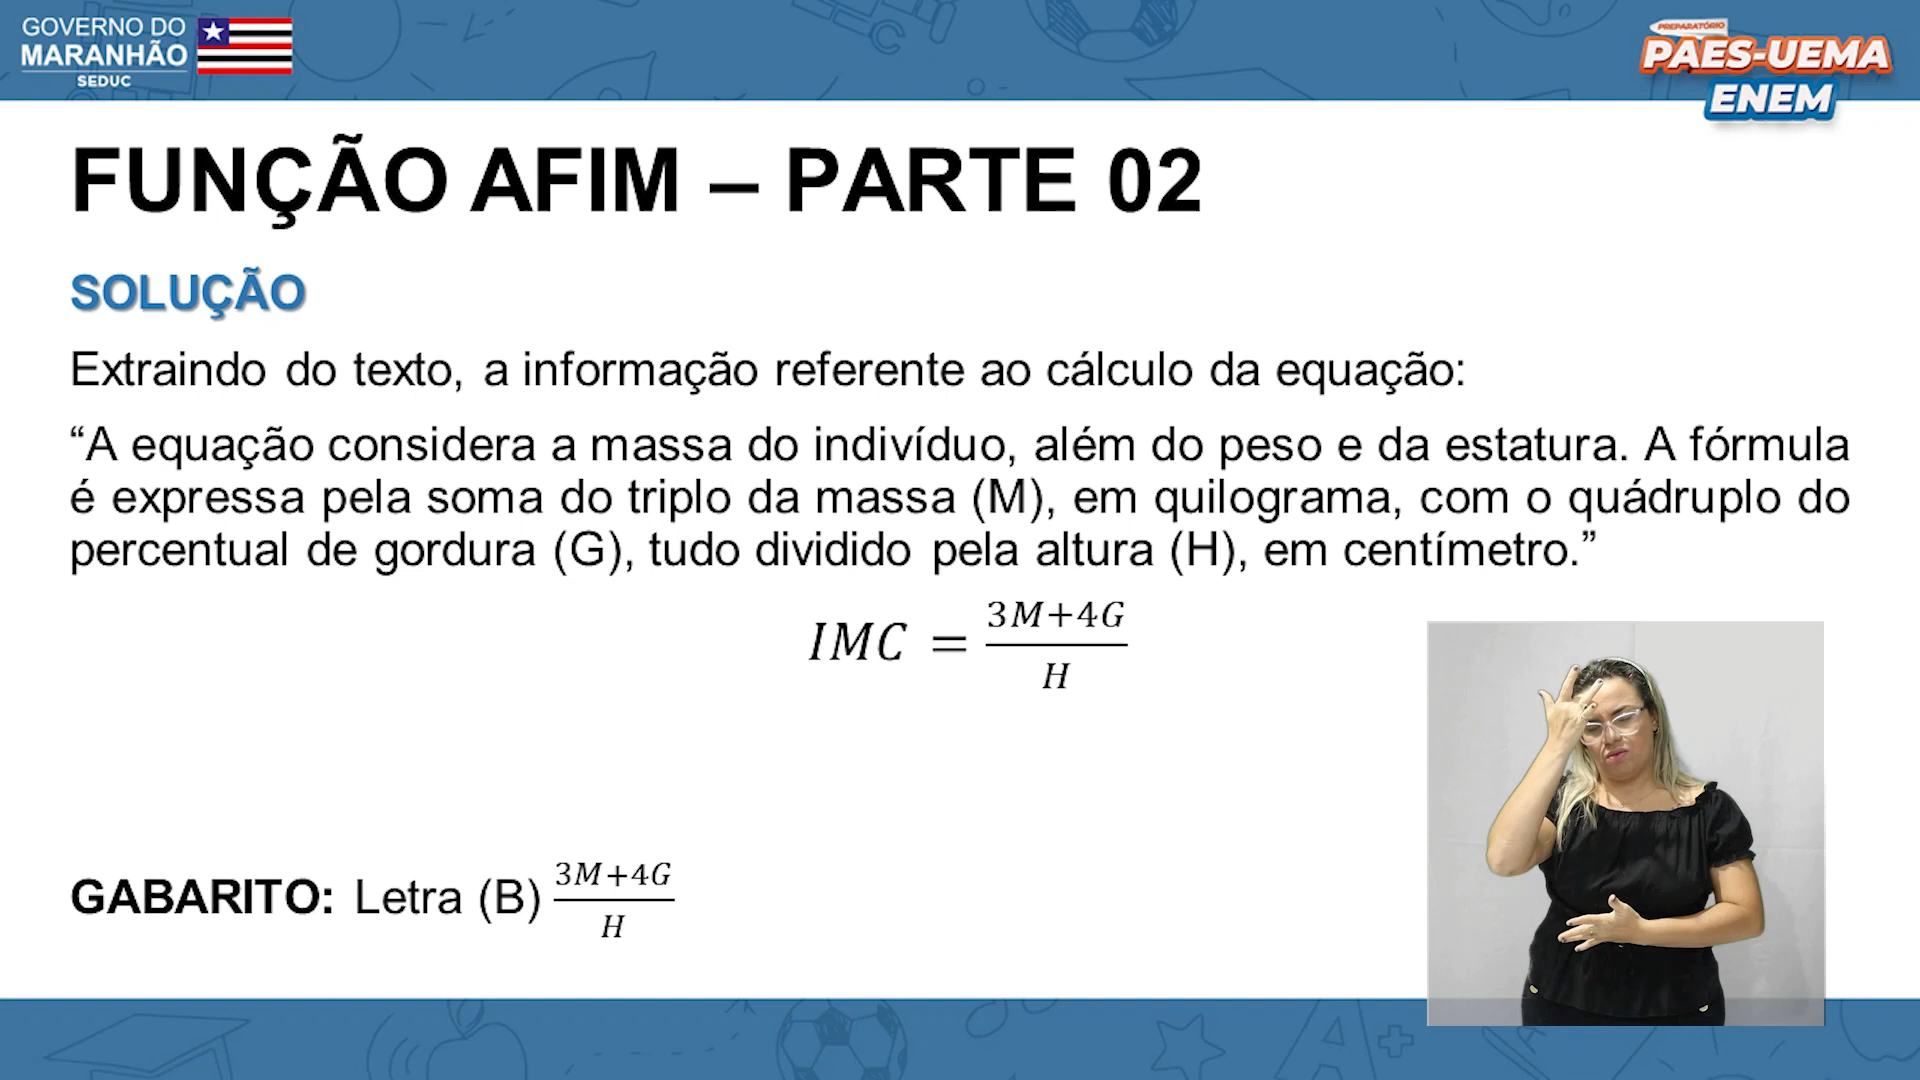 GOVERNO DO
MARANHÃO
SEDUC
PREPARATÓRIO
PAES-UEMA
ENEM
FUNÇÃO AFIM – PARTE 02
SOLUÇÃO
Extraindo do texto, a informação referente ao cálculo da equação:
“A equação considera a massa do indivíduo, além do peso e da estatura. A fórmula
é expressa pela soma do triplo da massa (M), em quilograma, com o quádruplo do
percentual de gordura (G), tudo dividido pela altura (H), em centímetro.”
IMC = 3M+4G
H
GABARITO: Letra (B) 3M+4G
H